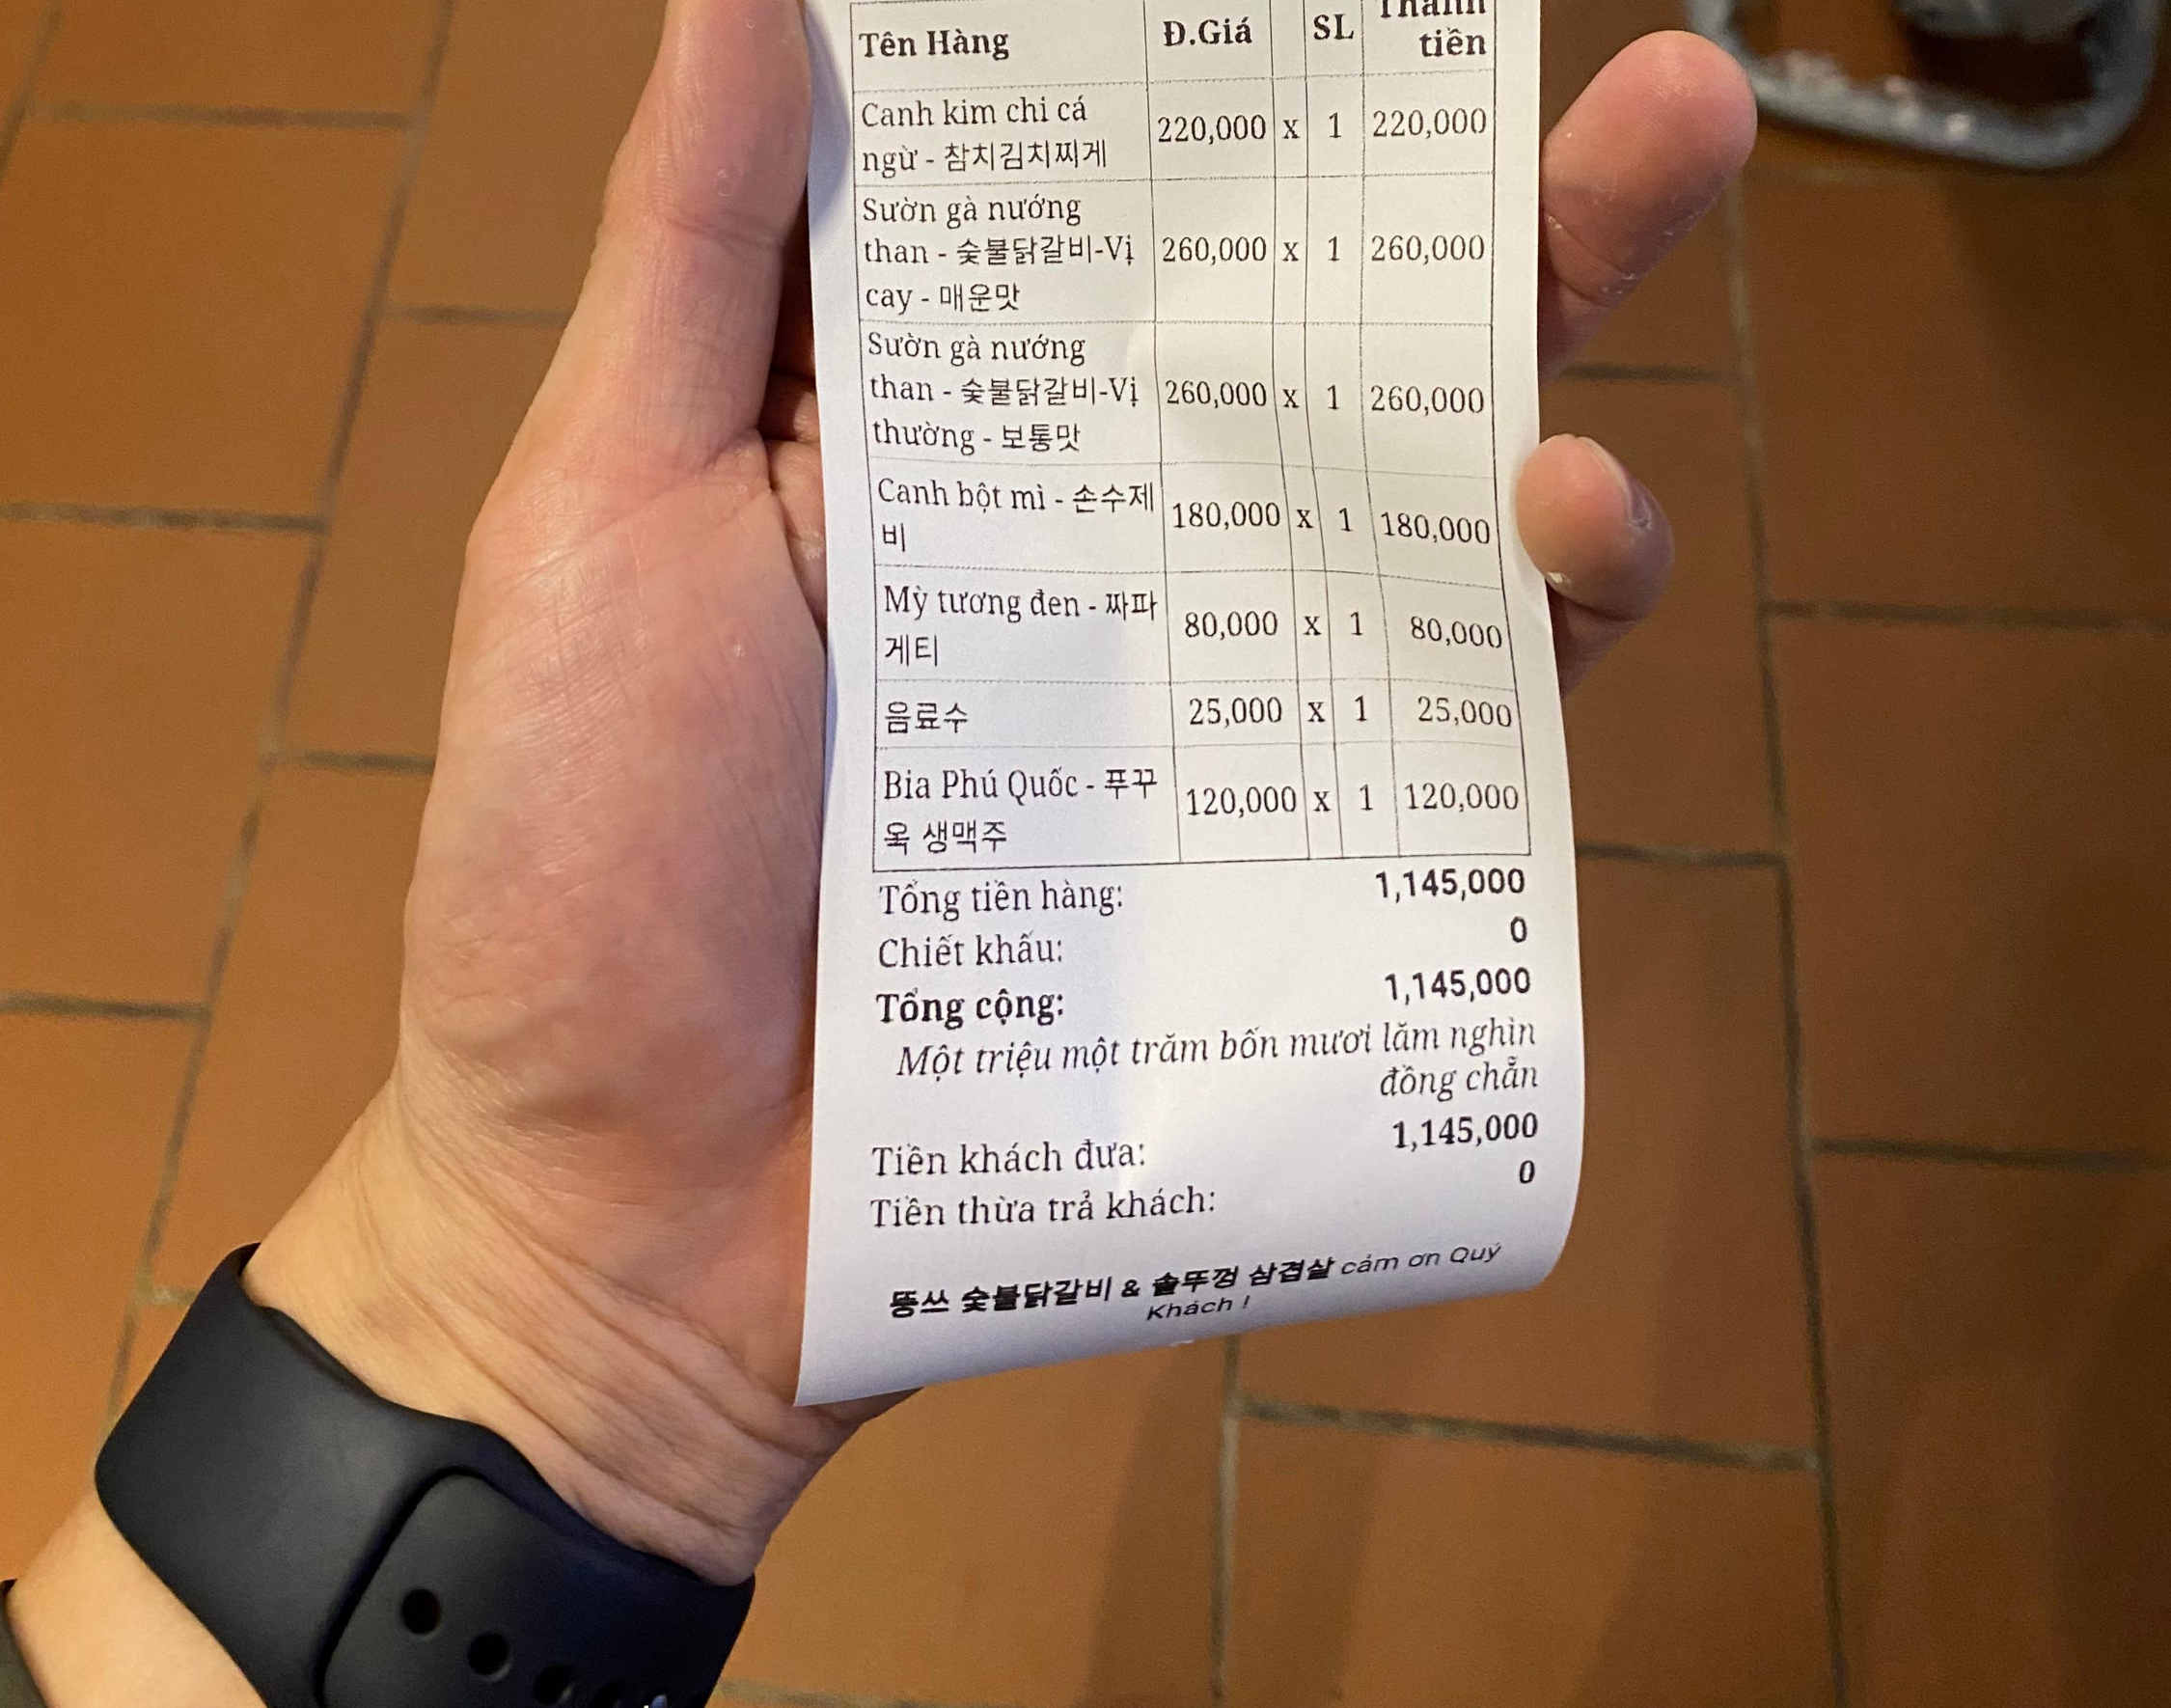 Tên Hàng Đ.Giá SL Thành
tiền
Canh kim chi cá
ngừ - 참치김치찌게 220,000 x 1 220,000
Sườn gà nướng
than - 숯불닭갈비-Vị 260,000 x 1 260,000
cay - 매운맛
Sườn gà nướng
than - 숯불닭갈비-Vị 260,000 x 1 260,000
thường - 보통맛
Canh bột mì - 손수제 180,000 x 1 180,000
비
Mỳ tương đen - 짜파 80,000 x 1 80,000
게티
음료수 25,000 x 1 25,000
Bia Phú Quốc - 푸꾸 120,000 x 1 120,000
옥 생맥주
Tổng tiền hàng: 1,145,000
Chiết khấu: 0
Tổng cộng: 1,145,000
Một triệu một trăm bốn mươi lăm nghìn
đồng chẵn
Tiền khách đưa: 1,145,000
Tiền thừa trả khách: 0
뚱쓰 숯불닭갈비 & 솥뚜껑 삼겹살 cảm ơn Quý
Khách !